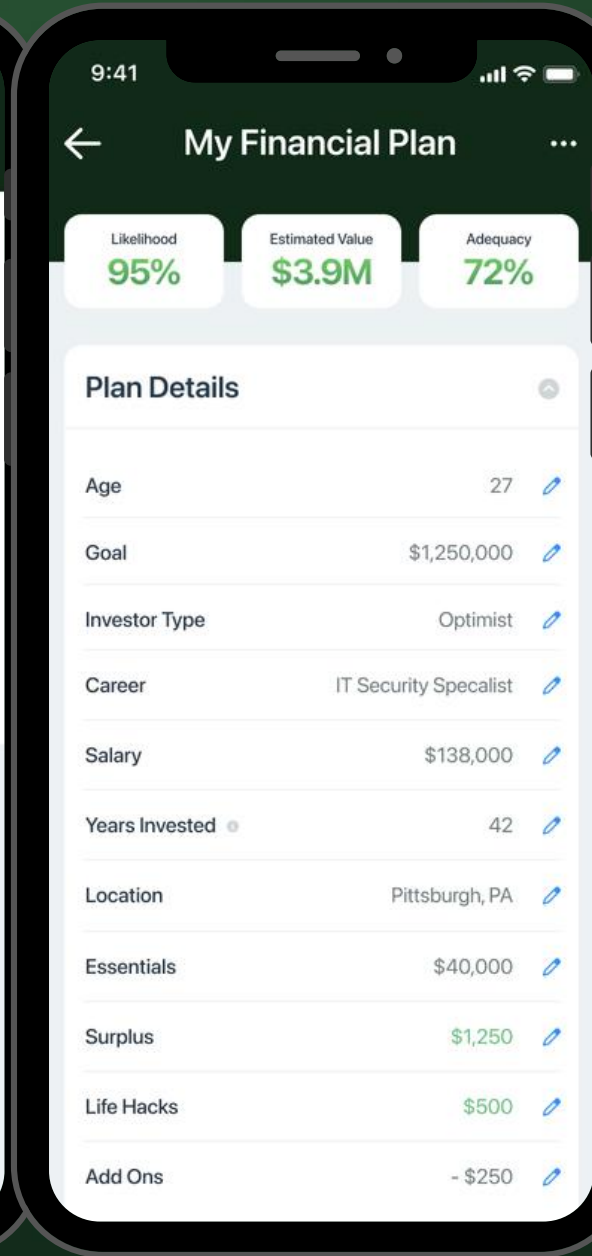 9:41
My Financial Plan
Likelihood
95%
Estimated Value
$3.9M
Adequacy
72%
Plan Details
Age 27
Goal $1,250,000
Investor Type Optimist
Career IT Security Specalist
Salary $138,000
Years Invested 42
Location Pittsburgh, PA
Essentials $40,000
Surplus $1,250
Life Hacks $500
Add Ons - $250